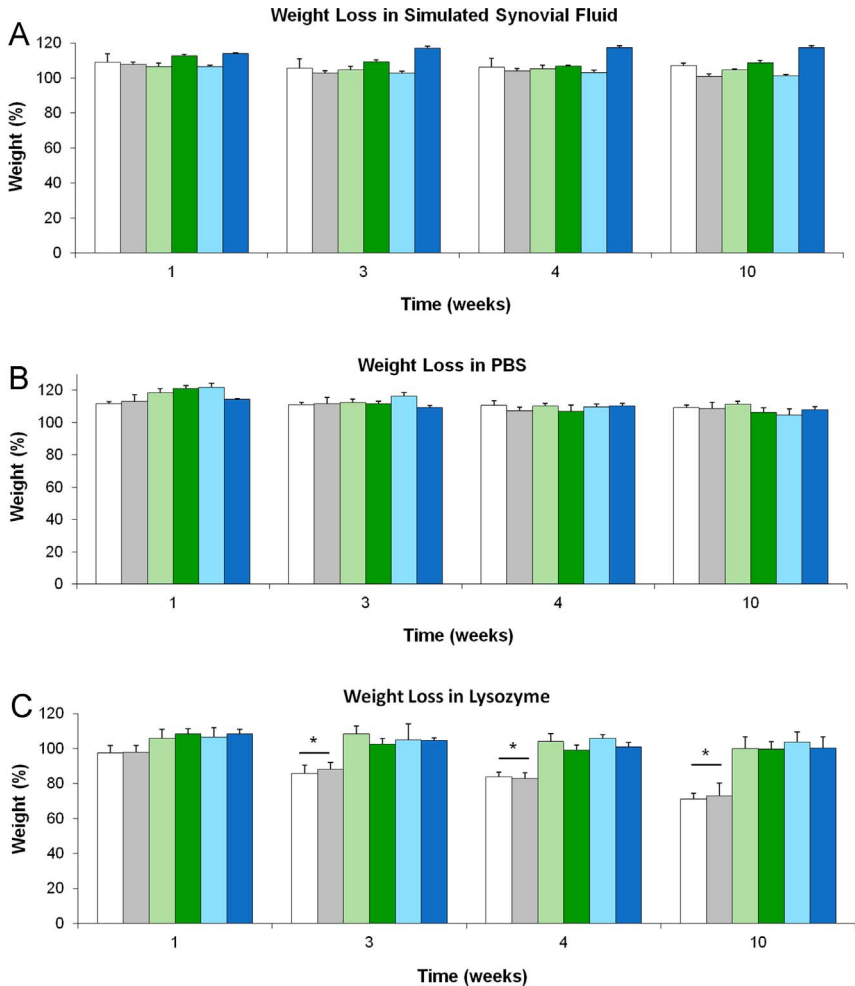 A
Weight Loss in Simulated Synovial Fluid
Weight (%)
120
100
80
60
40
20
0
1 3 4 10
Time (weeks)
B
Weight Loss in PBS
Weight (%)
120
100
80
60
40
20
0
1 3 4 10
Time (weeks)
C
Weight Loss in Lysozyme
Weight (%)
120
100
80
60
40
20
0
* * *
1 3 4 10
Time (weeks)